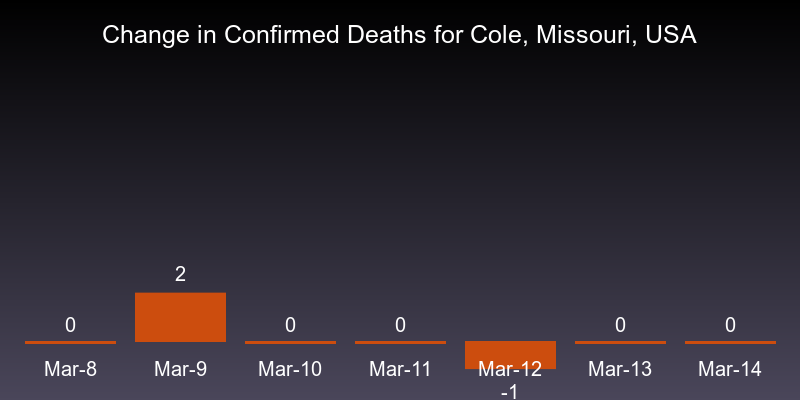 Change in Confirmed Deaths for Cole, Missouri, USA
0 2 0 0 0 0
Mar-8 Mar-9 Mar-10 Mar-11 Mar-12 Mar-13 Mar-14
-1